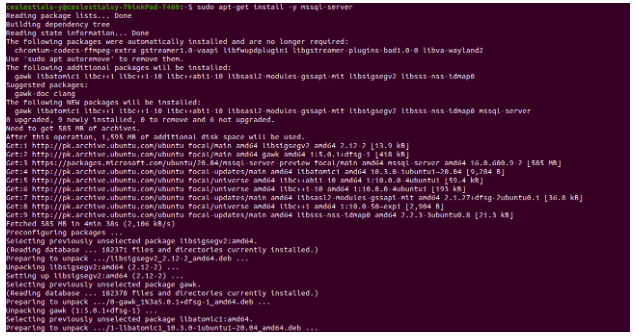 ceslestials-y@ceslestialsy-ThinkPad-T460:~$ sudo apt-get install -y mssql-server
Reading package lists... Done
Building dependency tree
Reading state information... Done
The following packages were automatically installed and are no longer required:
chromium-codecs-ffmpeg-extra gstreamer1.0-vaapi libfwupdplugin1 libgstreamer-plugins-bad1.0-0 libva-wayland2
Use 'sudo apt autoremove' to remove them.
The following additional packages will be installed:
gawk libatomic1 libc++1 libc++1-10 libc++abi1-10 libsasl2-modules-gssapi-mit libsigsegv2 libsss-nss-idmap0
Suggested packages:
gawk-doc clang
The following NEW packages will be installed:
gawk libatomic1 libc++1 libc++1-10 libc++abi1-10 libsasl2-modules-gssapi-mit libsigsegv2 libsss-nss-idmap0 mssql-server
0 upgraded, 9 newly installed, 0 to remove and 6 not upgraded.
Need to get 585 MB of archives.
After this operation, 1,595 MB of additional disk space will be used.
Get:1 http://pk.archive.ubuntu.com/ubuntu focal/main amd64 libsigsegv2 amd64 2.12-2 [13.9 kB]
Get:2 http://pk.archive.ubuntu.com/ubuntu focal/main amd64 gawk amd64 1:5.0.1+dfsg-1 [418 kB]
Get:3 https://packages.microsoft.com/ubuntu/20.04/mssql-server-preview focal/main amd64 mssql-server amd64 16.0.600.9-2 [585 MB]
Get:4 http://pk.archive.ubuntu.com/ubuntu focal-updates/main amd64 libatomic1 amd64 10.3.0-1ubuntu1~20.04 [9,284 B]
Get:5 http://pk.archive.ubuntu.com/ubuntu focal/universe amd64 libc++abi1-10 amd64 1:10.0.0-4ubuntu1 [59.4 kB]
Get:6 http://pk.archive.ubuntu.com/ubuntu focal/universe amd64 libc++1-10 amd64 1:10.0.0-4ubuntu1 [193 kB]
Get:7 http://pk.archive.ubuntu.com/ubuntu focal-updates/main amd64 libsasl2-modules-gssapi-mit amd64 2.1.27+dfsg-2ubuntu0.1 [36.8 kB]
Get:8 http://pk.archive.ubuntu.com/ubuntu focal/universe amd64 libc++1 amd64 1:10.0-50~exp1 [2,904 B]
Get:9 http://pk.archive.ubuntu.com/ubuntu focal-updates/main amd64 libsss-nss-idmap0 amd64 2.2.3-3ubuntu0.8 [21.3 kB]
Fetched 585 MB in 4min 38s (2,106 kB/s)
Preconfiguring packages ...
Selecting previously unselected package libsigsegv2:amd64.
(Reading database ... 182371 files and directories currently installed.)
Preparing to unpack .../libsigsegv2_2.12-2_amd64.deb ...
Unpacking libsigsegv2:amd64 (2.12-2) ...
Setting up libsigsegv2:amd64 (2.12-2) ...
Selecting previously unselected package gawk.
(Reading database ... 182378 files and directories currently installed.)
Preparing to unpack .../0-gawk_1%3a5.0.1+dfsg-1_amd64.deb ...
Unpacking gawk (1:5.0.1+dfsg-1) ...
Selecting previously unselected package libatomic1:amd64.
Preparing to unpack .../1-libatomic1_10.3.0-1ubuntu1~20.04_amd64.deb ...